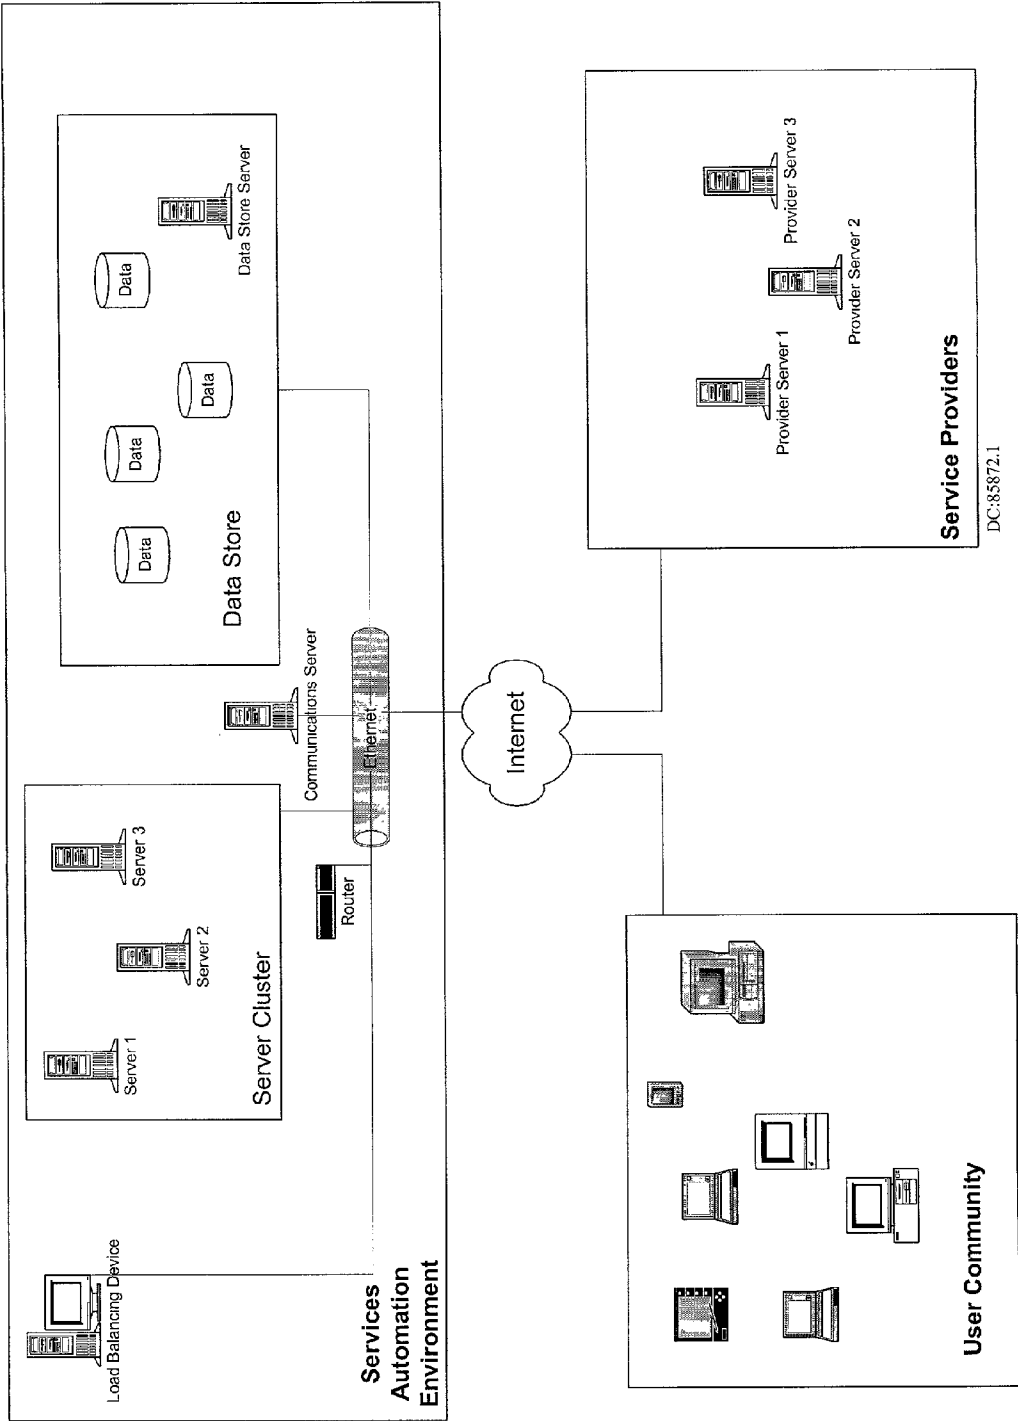 Load Balancing Device
Server 1
Server 2
Server 3
Server Cluster
Router
Communications Server
Ethernet
Data
Data
Data
Data
Data Store Server
Data Store
Services
Automation
Environment
Internet
User Community
Provider Server 1
Provider Server 2
Provider Server 3
Service Providers
DC:85872.1